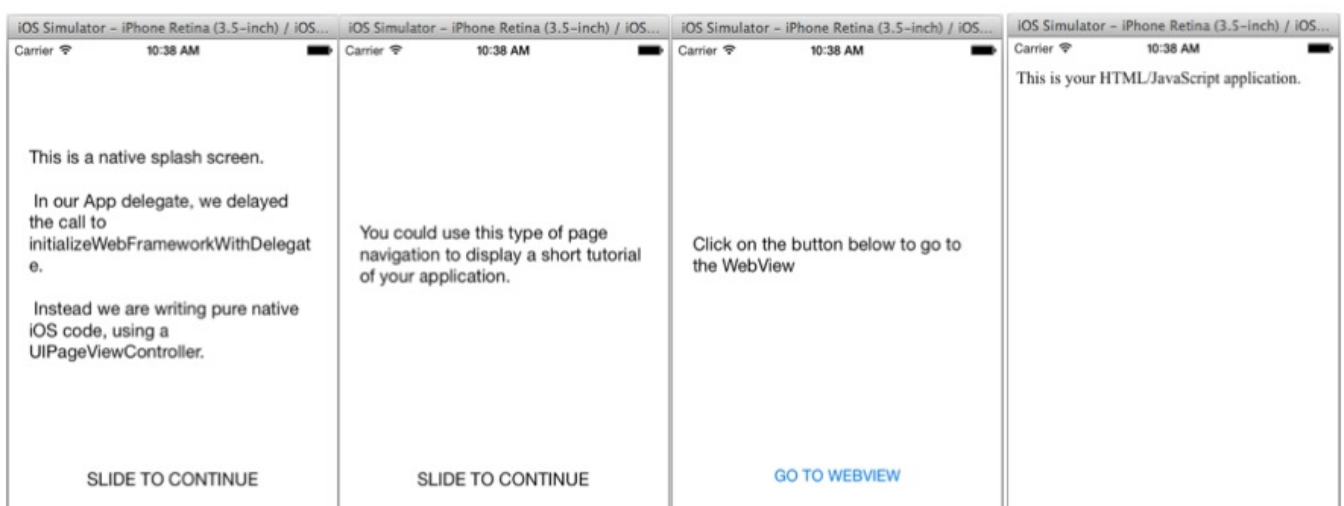 iOS Simulator – iPhone Retina (3.5–inch) / iOS...
Carrier
10:38 AM
This is a native splash screen.
In our App delegate, we delayed
the call to
initializeWebFrameworkWithDelegat
e.
Instead we are writing pure native
iOS code, using a
UIPageViewController.
SLIDE TO CONTINUE
iOS Simulator – iPhone Retina (3.5–inch) / iOS...
Carrier
10:38 AM
You could use this type of page
navigation to display a short tutorial
of your application.
SLIDE TO CONTINUE
iOS Simulator – iPhone Retina (3.5–inch) / iOS...
Carrier
10:38 AM
Click on the button below to go to
the WebView
GO TO WEBVIEW
iOS Simulator – iPhone Retina (3.5–inch) / iOS...
Carrier
10:38 AM
This is your HTML/JavaScript application.